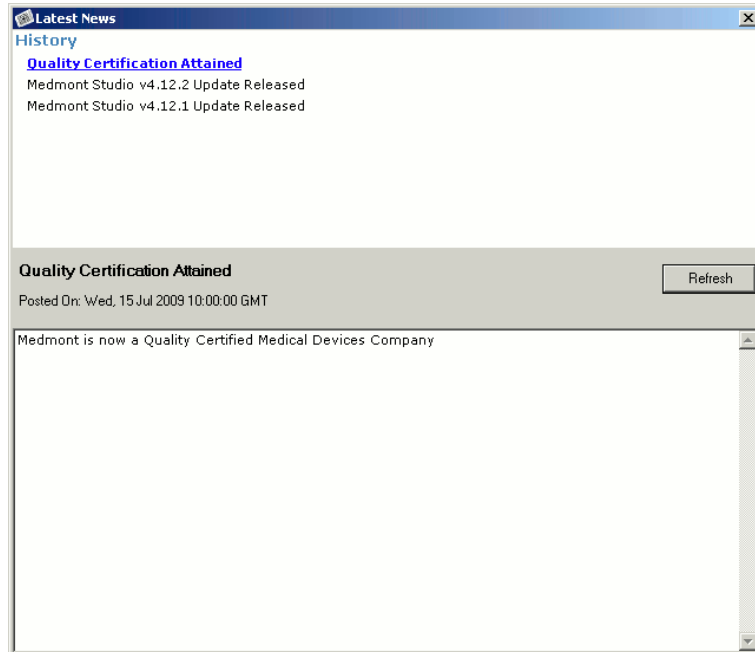 Latest News
History
Quality Certification Attained
Medmont Studio v4.12.2 Update Released
Medmont Studio v4.12.1 Update Released
Quality Certification Attained
Refresh
Posted On: Wed, 15 Jul 2009 10:00:00 GMT
Medmont is now a Quality Certified Medical Devices Company